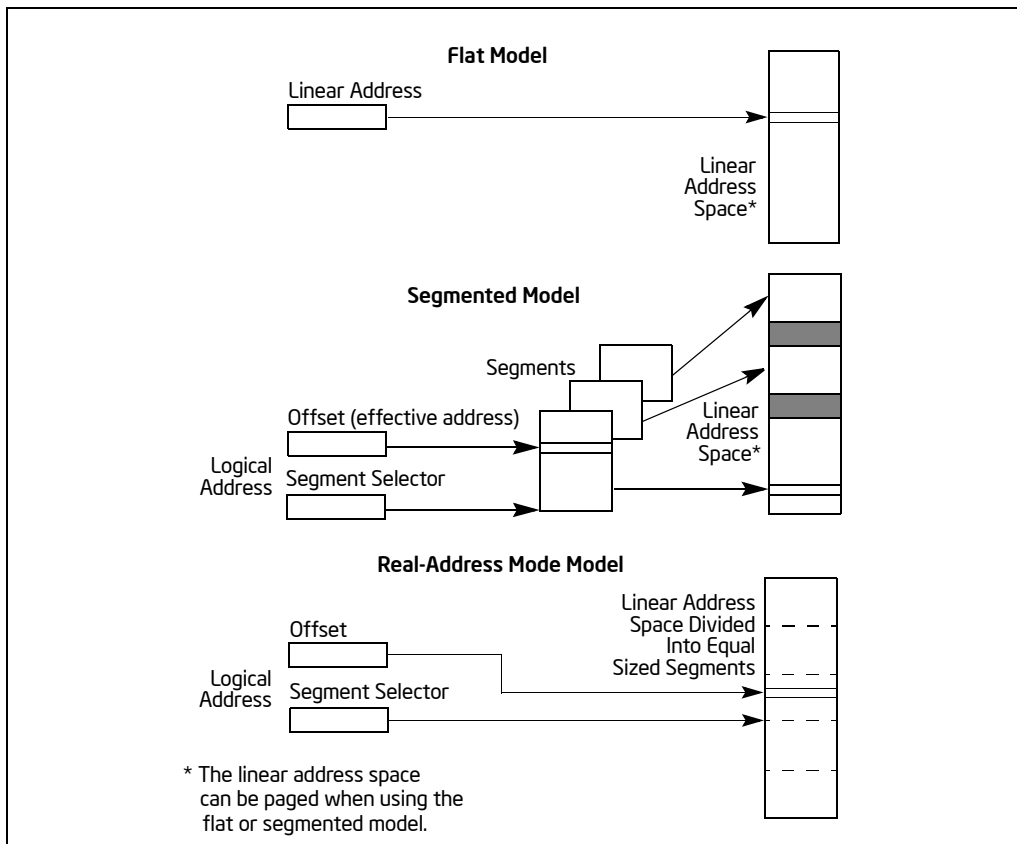 Flat Model
Linear Address
Linear
Address
Space*
Segmented Model
Segments
Offset (effective address)
Logical
Address
Segment Selector
Linear
Address
Space*
Real-Address Mode Model
Offset
Logical
Address
Segment Selector
Linear Address
Space Divided
Into Equal
Sized Segments
* The linear address space
can be paged when using the
flat or segmented model.